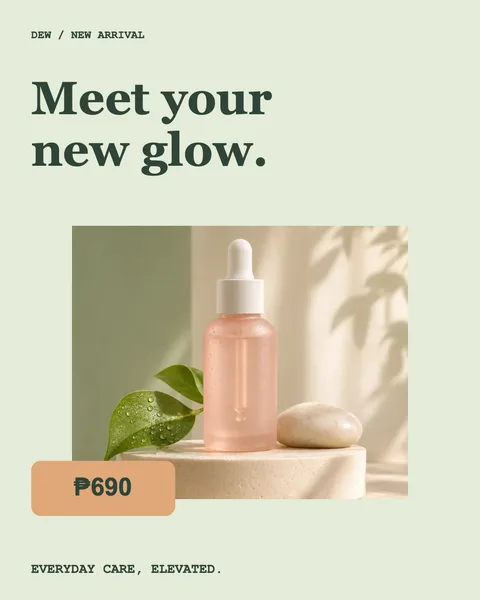 DEW / NEW ARRIVAL
Meet your
new glow.
₱690
EVERYDAY CARE, ELEVATED.